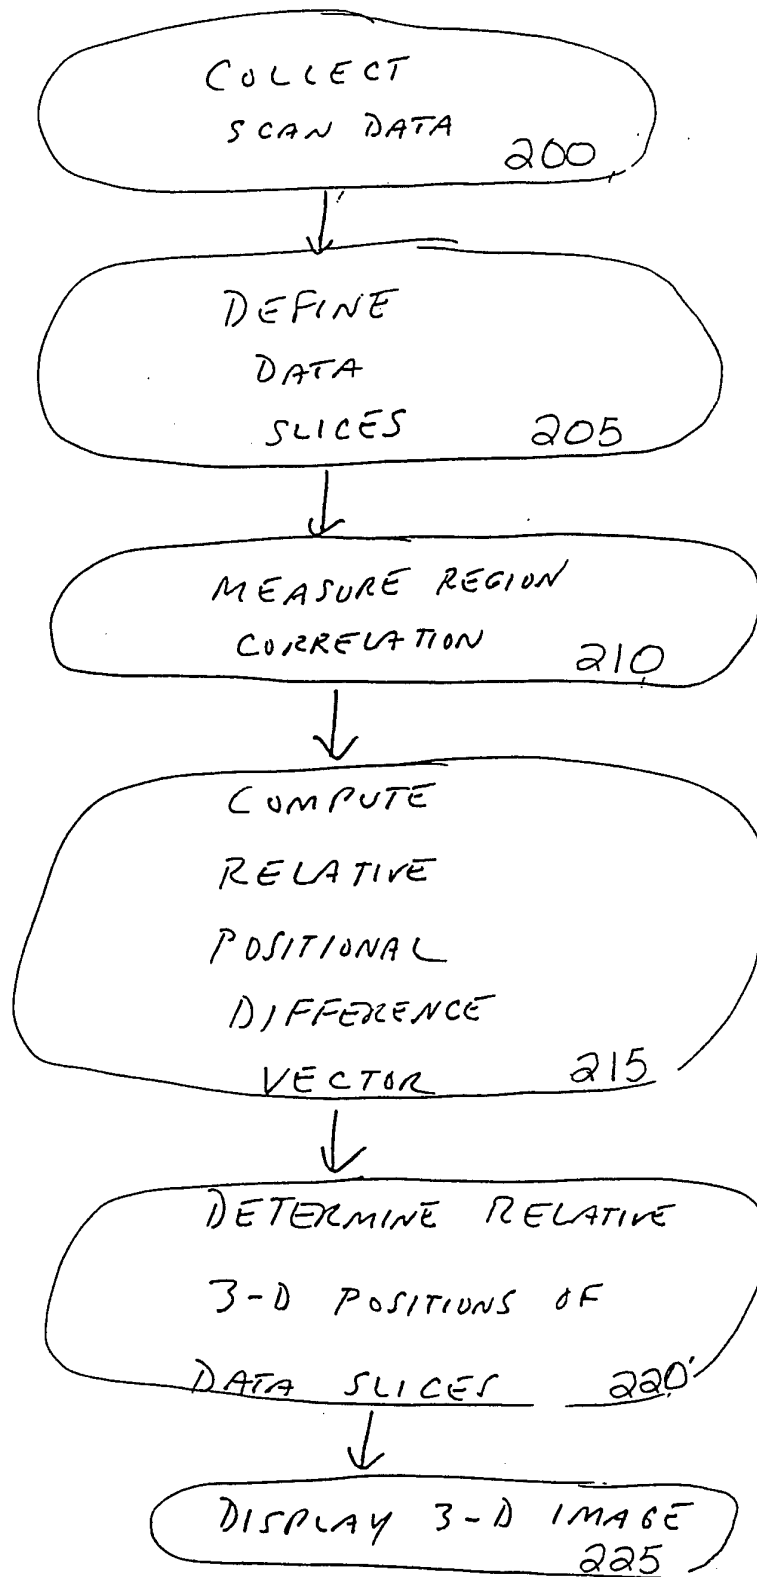 COLLECT
SCAN DATA
200
DEFINE
DATA
SLICES 205
MEASURE REGION
CORRELATION 210
COMPUTE
RELATIVE
POSITIONAL
DIFFERENCE
VECTOR 215
DETERMINE RELATIVE
3-D POSITIONS OF
DATA SLICES 220
DISPLAY 3-D IMAGE
225